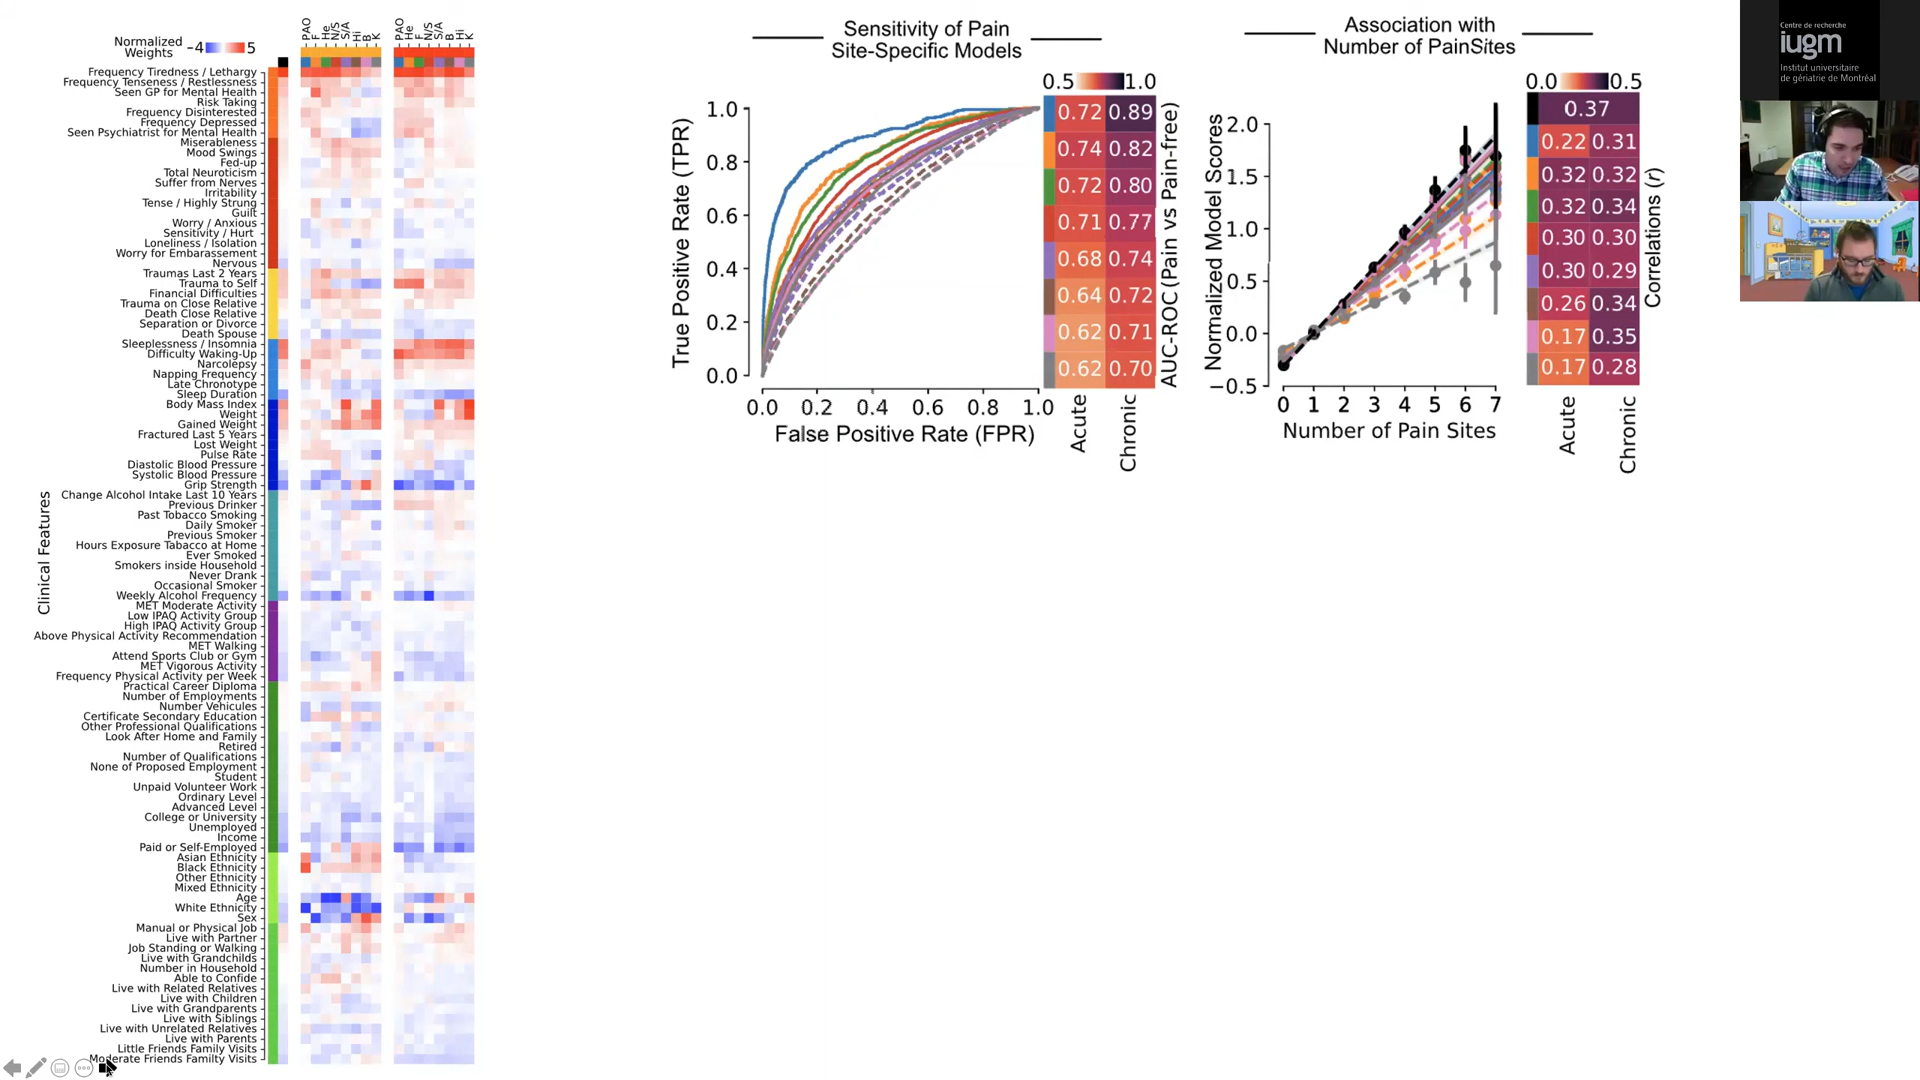 Normalized
Weights
−4
5
PAO
F
He
N/S
S/A
Hi
B
K
PAO
He
F
N/S
S/A
B
Hi
K
Clinical Features
Frequency Tiredness / Lethargy
Frequency Tenseness / Restlessness
Seen GP for Mental Health
Risk Taking
Frequency Disinterested
Frequency Depressed
Seen Psychiatrist for Mental Health
Miserableness
Mood Swings
Fed-up
Total Neuroticism
Suffer from Nerves
Irritability
Tense / Highly Strung
Guilt
Worry / Anxious
Sensitivity / Hurt
Loneliness / Isolation
Worry for Embarassement
Nervous
Traumas Last 2 Years
Trauma to Self
Financial Difficulties
Trauma on Close Relative
Death Close Relative
Separation or Divorce
Death Spouse
Sleeplessness / Insomnia
Difficulty Waking-Up
Narcolepsy
Napping Frequency
Late Chronotype
Sleep Duration
Body Mass Index
Weight
Gained Weight
Fractured Last 5 Years
Lost Weight
Pulse Rate
Diastolic Blood Pressure
Systolic Blood Pressure
Grip Strength
Change Alcohol Intake Last 10 Years
Previous Drinker
Past Tobacco Smoking
Daily Smoker
Previous Smoker
Hours Exposure Tabacco at Home
Ever Smoked
Smokers inside Household
Never Drank
Occasional Smoker
Weekly Alcohol Frequency
MET Moderate Activity
Low IPAQ Activity Group
High IPAQ Activity Group
Above Physical Activity Recommendation
MET Walking
Attend Sports Club or Gym
MET Vigorous Activity
Frequency Physical Activity per Week
Practical Career Diploma
Number of Employments
Number Vehicules
Certificate Secondary Education
Other Professional Qualifications
Look After Home and Family
Retired
Number of Qualifications
None of Proposed Employment
Student
Unpaid Volunteer Work
Ordinary Level
Advanced Level
College or University
Unemployed
Income
Paid or Self-Employed
Asian Ethnicity
Black Ethnicity
Other Ethnicity
Mixed Ethnicity
Age
White Ethnicity
Sex
Manual or Physical Job
Live with Partner
Job Standing or Walking
Live with Grandchilds
Number in Household
Able to Confide
Live with Related Relatives
Live with Children
Live with Grandparents
Live with Siblings
Live with Unrelated Relatives
Live with Parents
Little Friends Family Visits
Moderate Friends Familty Visits
Sensitivity of Pain
Site-Specific Models
0.5
1.0
True Positive Rate (TPR)
1.0
0.8
0.6
0.4
0.2
0.0
0.0 0.2 0.4 0.6 0.8 1.0
False Positive Rate (FPR)
0.72 0.89
0.74 0.82
0.72 0.80
0.71 0.77
0.68 0.74
0.64 0.72
0.62 0.71
0.62 0.70
Acute
Chronic
AUC-ROC (Pain vs Pain-free)
Association with
Number of PainSites
0.0
0.5
Normalized Model Scores
2.0
1.5
1.0
0.5
0.0
−0.5
0 1 2 3 4 5 6 7
Number of Pain Sites
0.37
0.22 0.31
0.32 0.32
0.32 0.34
0.30 0.30
0.30 0.29
0.26 0.34
0.17 0.35
0.17 0.28
Acute
Chronic
Correlations (r)
Centre de recherche
iugm
Institut universitaire
de gériatrie de Montréal